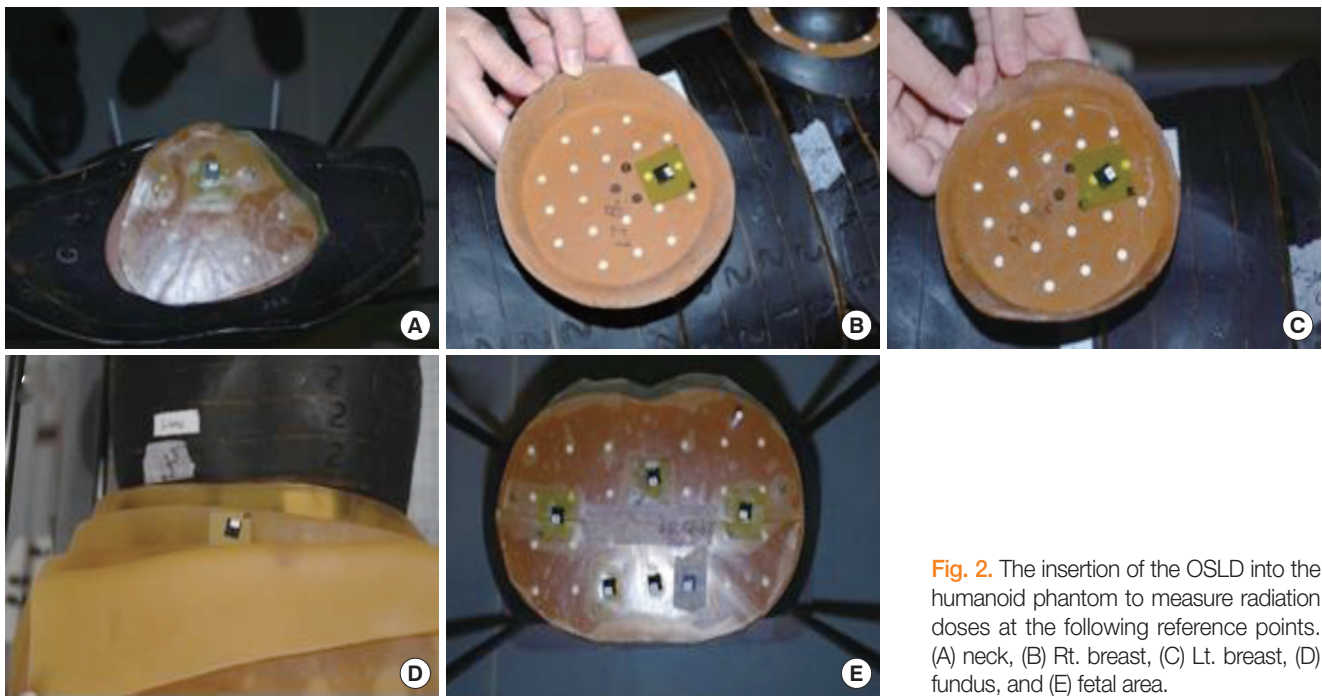 A
B
C
D
E
Fig. 2. The insertion of the OSLD into the
humanoid phantom to measure radiation
doses at the following reference points.
(A) neck, (B) Rt. breast, (C) Lt. breast, (D)
fundus, and (E) fetal area.